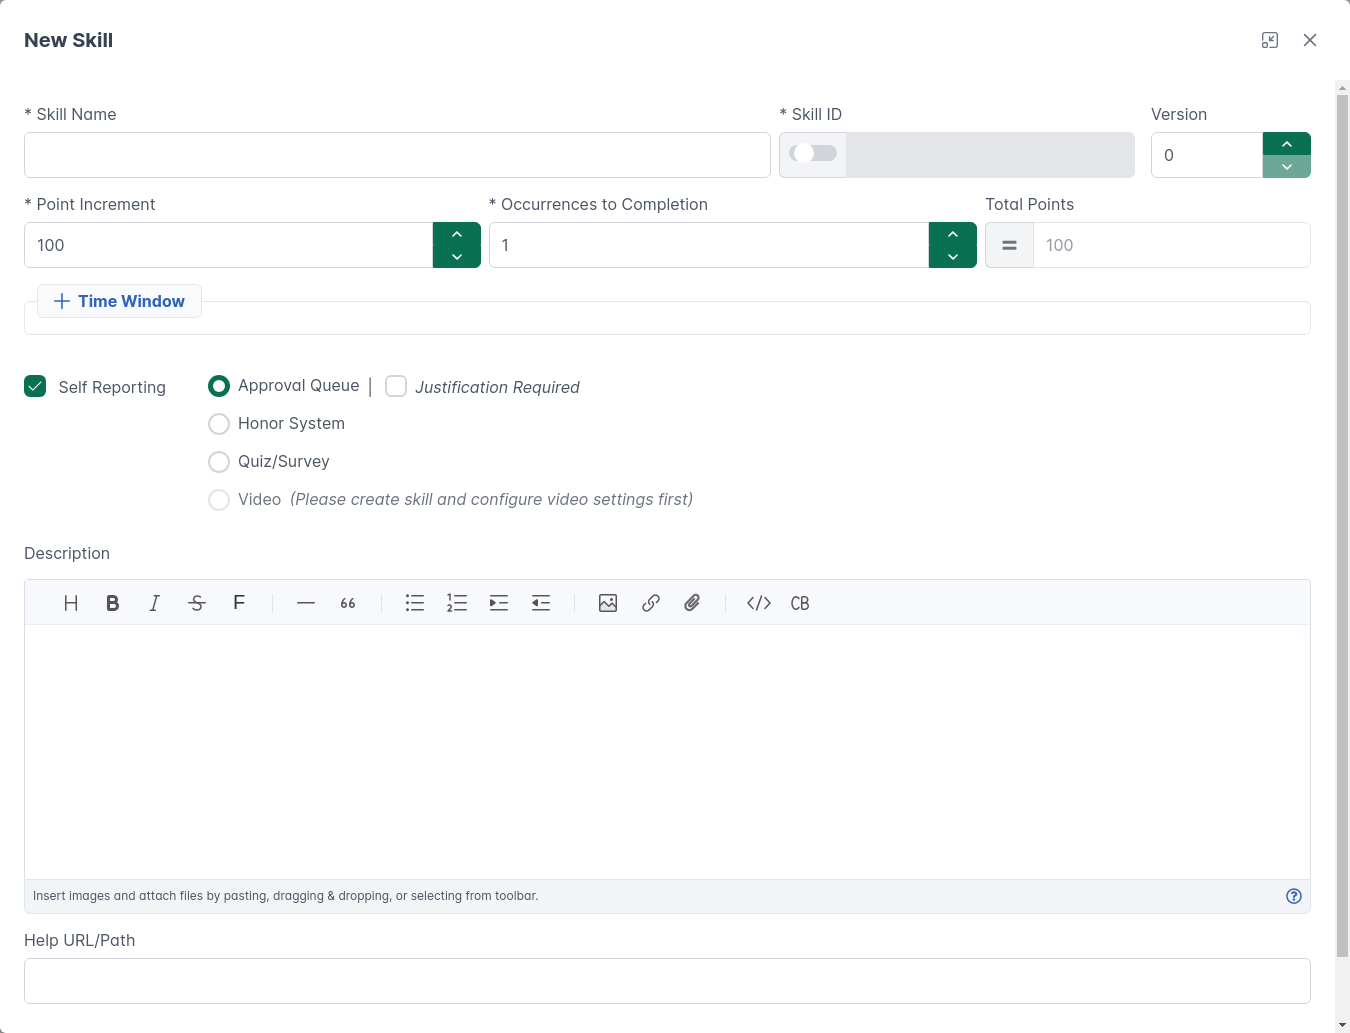 New Skill
* Skill Name
* Skill ID
Version
0
* Point Increment
* Occurrences to Completion
Total Points
100
1
=
100
+ Time Window
Self Reporting
Approval Queue | Justification Required
Honor System
Quiz/Survey
Video (Please create skill and configure video settings first)
Description
H B I S F — 66 </> CB
Insert images and attach files by pasting, dragging & dropping, or selecting from toolbar.
?
Help URL/Path